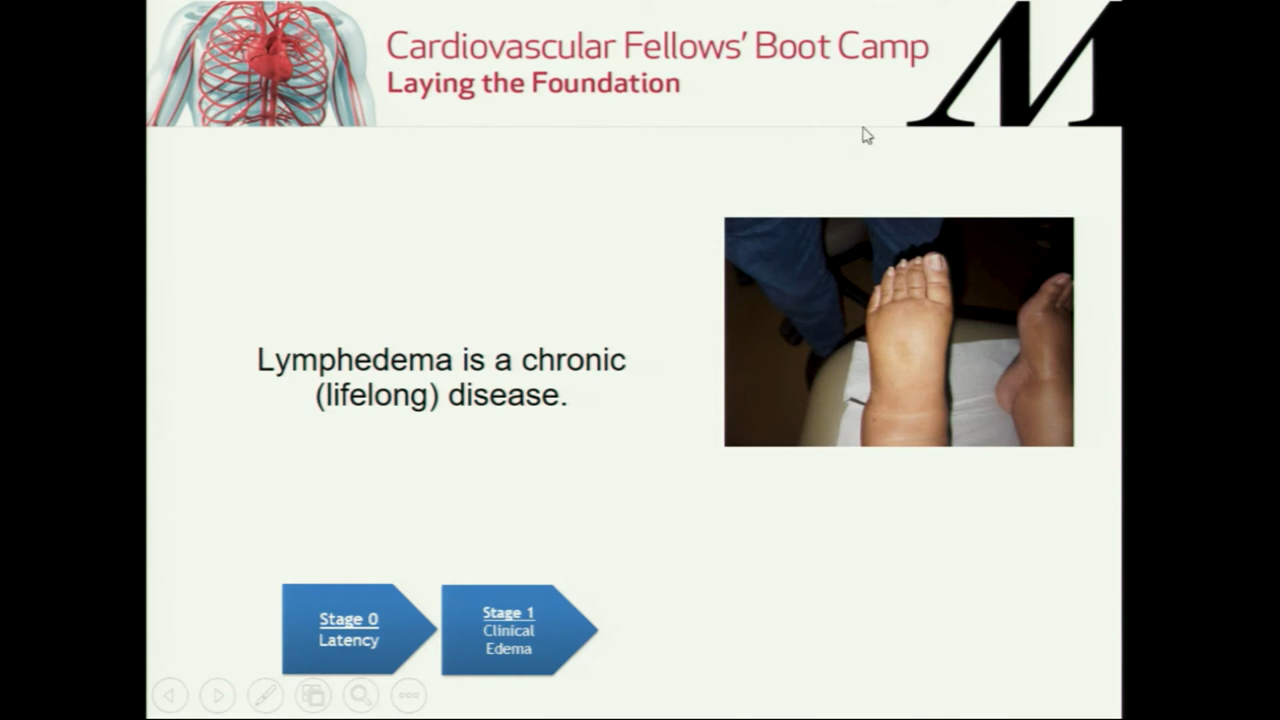 Cardiovascular Fellows' Boot Camp
Laying the Foundation
M
Lymphedema is a chronic
(lifelong) disease.
Stage 0
Latency
Stage 1
Clinical
Edema